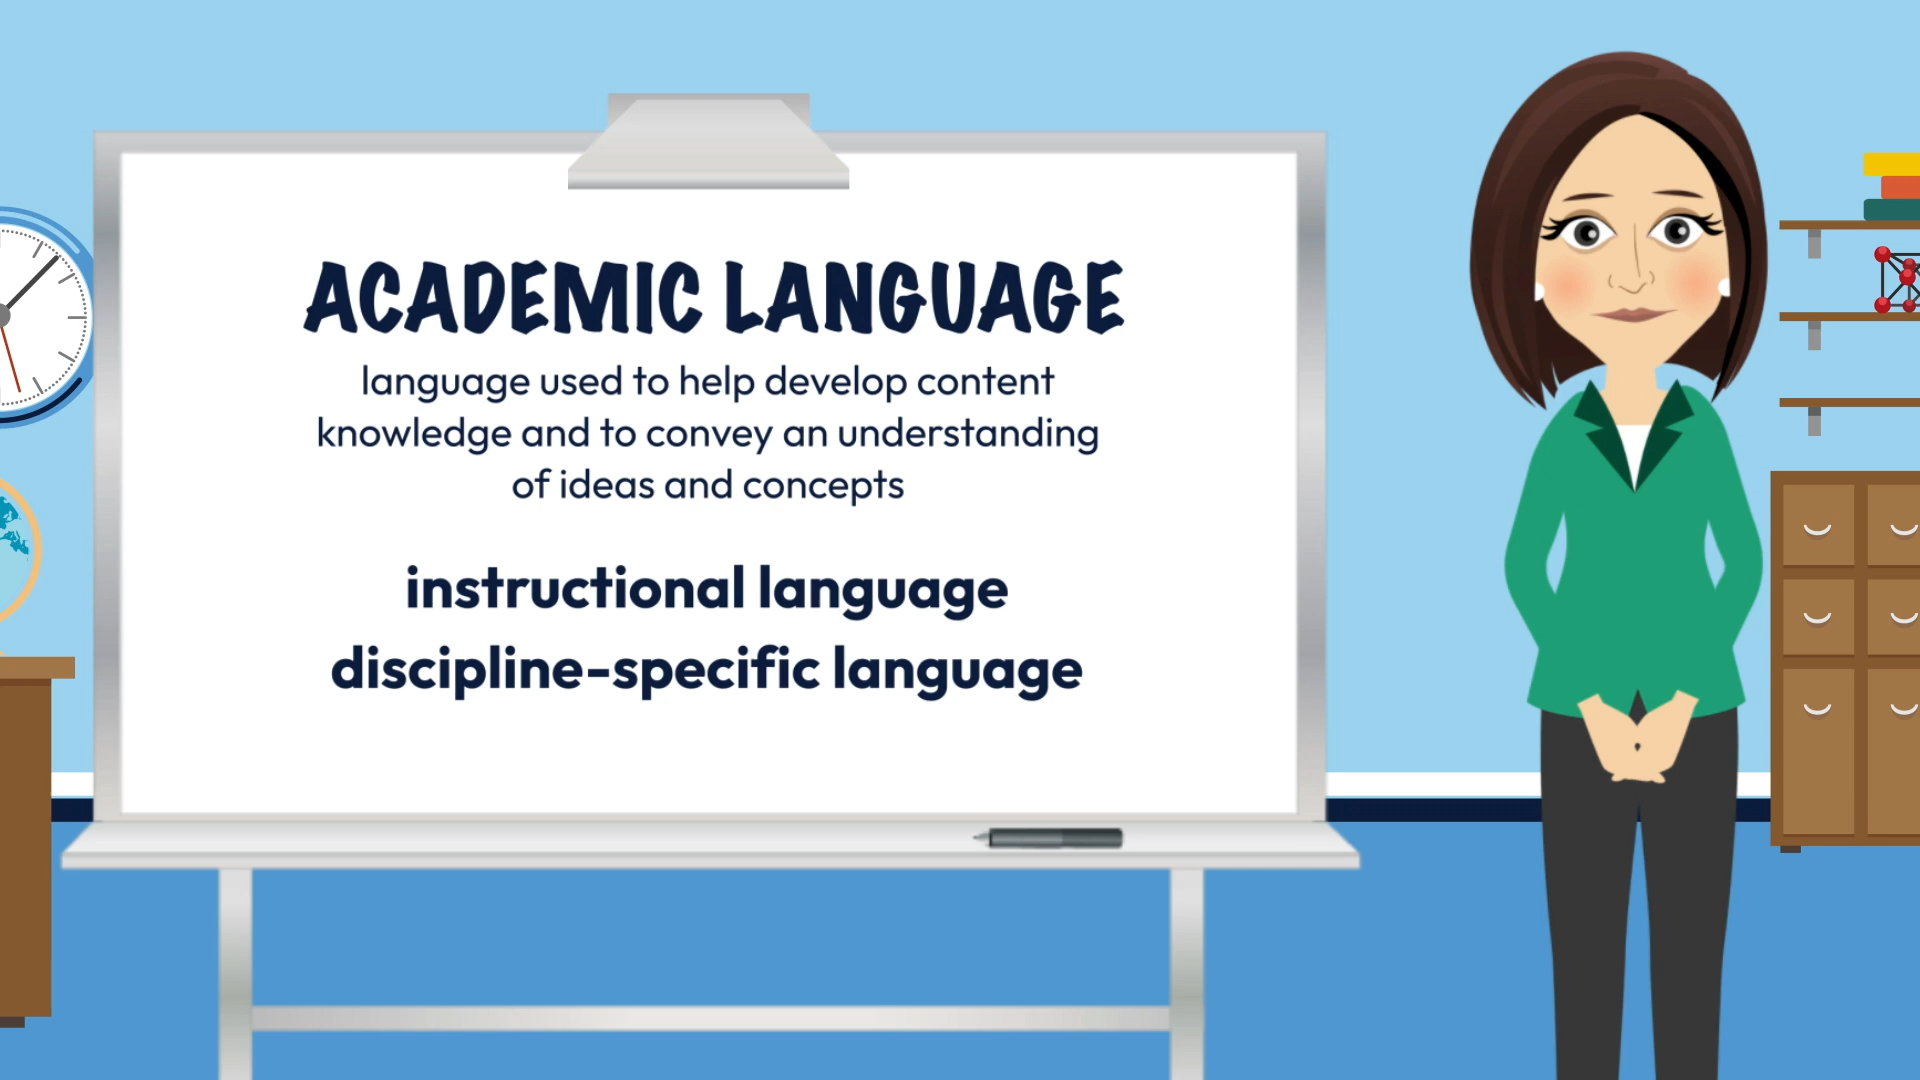 ACADEMIC LANGUAGE
language used to help develop content
knowledge and to convey an understanding
of ideas and concepts
instructional language
discipline-specific language